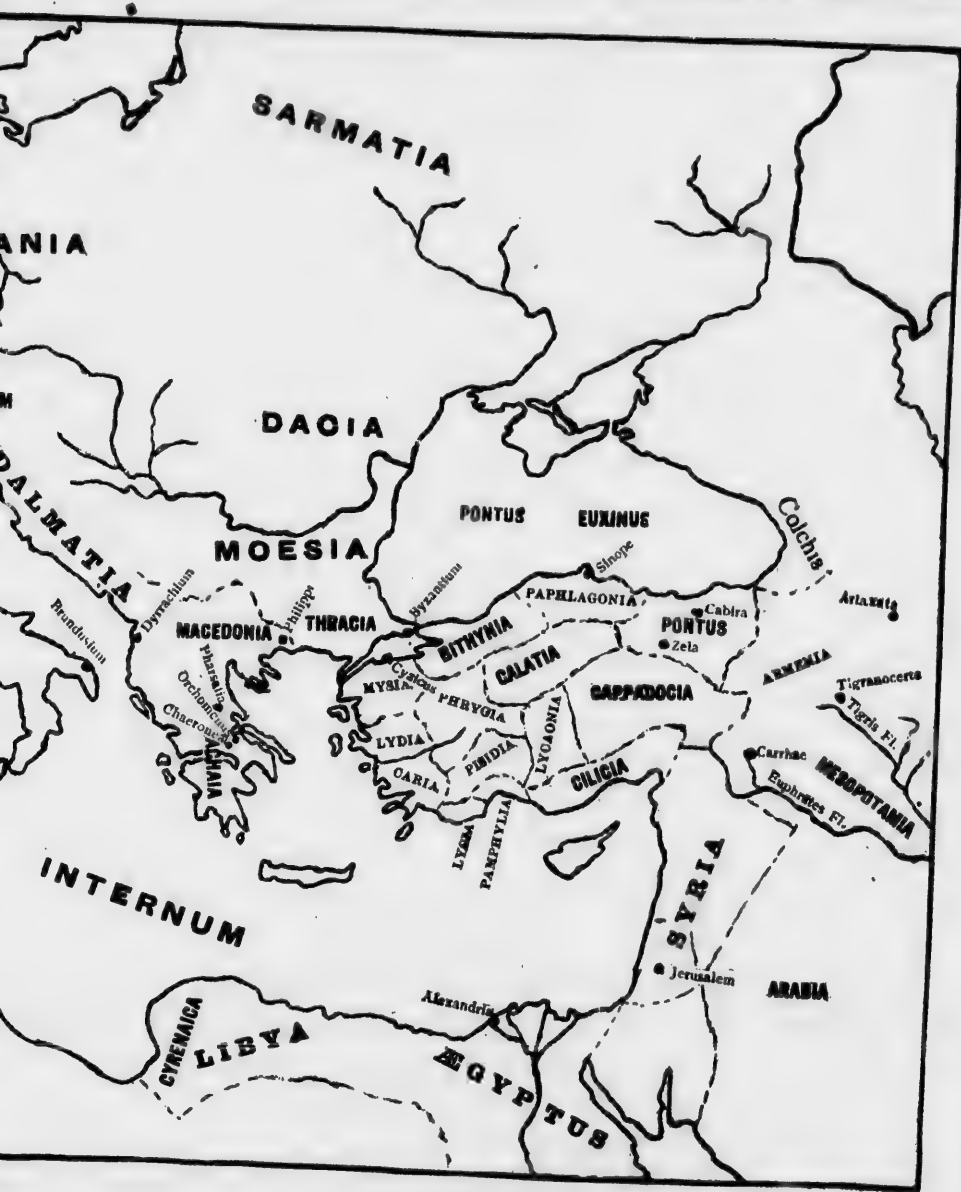 SARMATIA
ANIA
M
DACIA
DALMATIA
PONTUS EUXINUS
Colchis
MOESIA
Sinope
Byzantium
Dyrrachium
Philippi
PAPHLAGONIA
Cabira
Artaxata
Brundusium
MACEDONIA
THRACIA
BITHYNIA
PONTUS
Zela
Pharsalia
GALATIA
ARMENIA
Orchomenus
Cyzicus
MYSIA
PHRYGIA
CAPPADOCIA
Tigranocerta
Chaeronea
LYCAONIA
Tigris Fl.
ACHAIA
LYDIA
PISIDIA
Carrhae
CARIA
CILICIA
MESOPOTAMIA
Euphrates Fl.
PAMPHYLIA
INTERNUM
SYRIA
Jerusalem
ARABIA
Alexandria
CYRENAICA
LIBYA
ÆGYPTUS